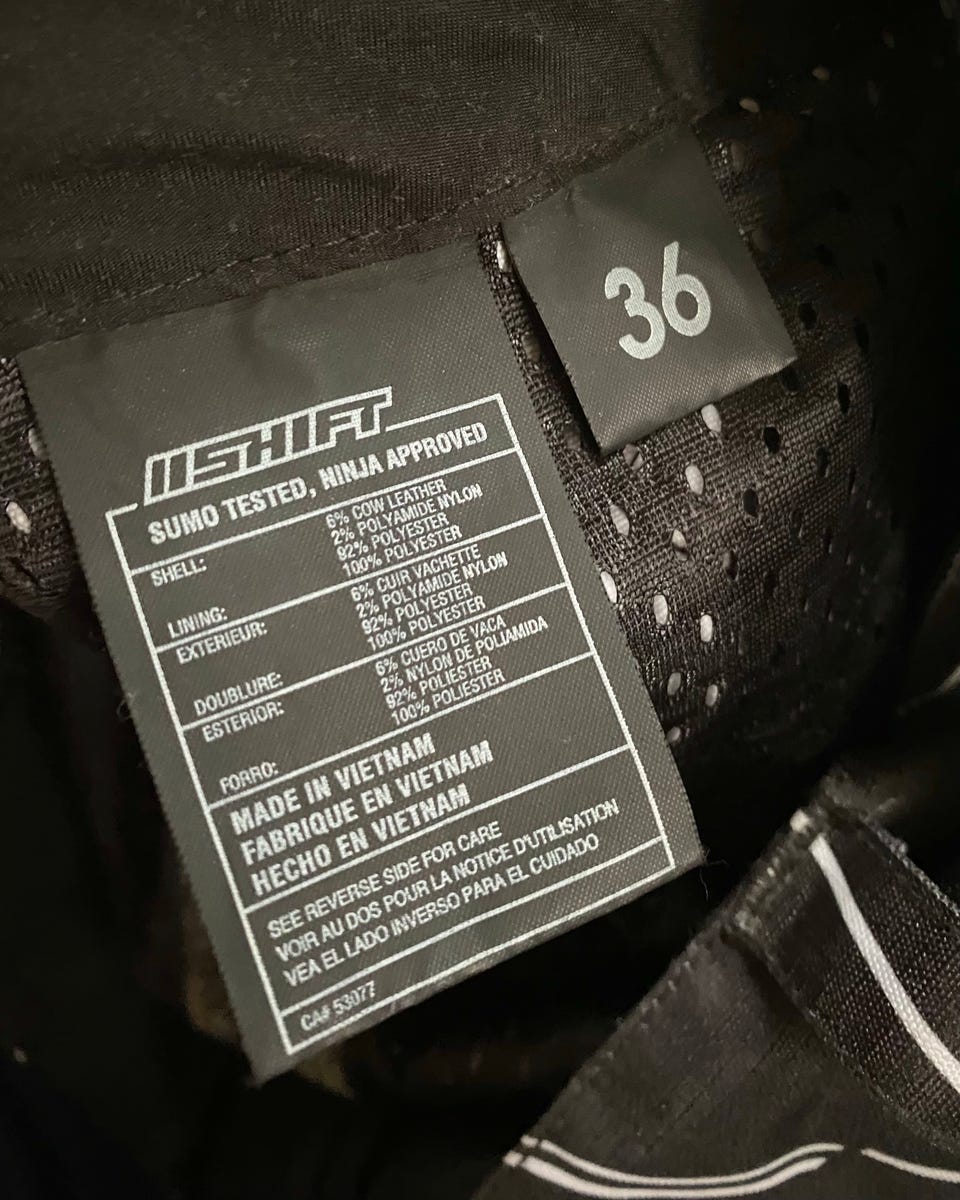 SHIFT
SUMO TESTED, NINJA APPROVED
SHELL: 6% COW LEATHER
2% POLYAMIDE NYLON
92% POLYESTER
LINING: 100% POLYESTER
EXTERIEUR: 6% CUIR VACHETTE
2% POLYAMIDE NYLON
92% POLYESTER
DOUBLURE: 100% POLYESTER
ESTERIOR: 6% CUERO DE VACA
2% NYLON DE POLIAMIDA
92% POLIESTER
FORRO: 100% POLIESTER
MADE IN VIETNAM
FABRIQUE EN VIETNAM
HECHO EN VIETNAM
SEE REVERSE SIDE FOR CARE
VOIR AU DOS POUR LA NOTICE D'UTILISATION
VEA EL LADO INVERSO PARA EL CUIDADO
CA# 53077
36